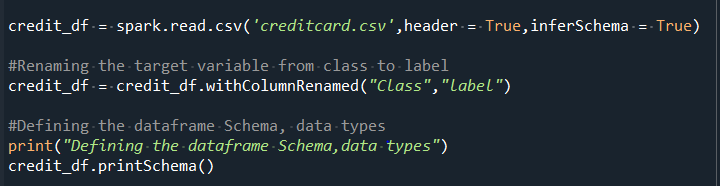 credit_df = spark.read.csv('creditcard.csv',header = True,inferSchema = True)
#Renaming the target variable from class to label
credit_df = credit_df.withColumnRenamed("Class","label")
#Defining the dataframe Schema, data types
print("Defining the dataframe Schema,data types")
credit_df.printSchema()